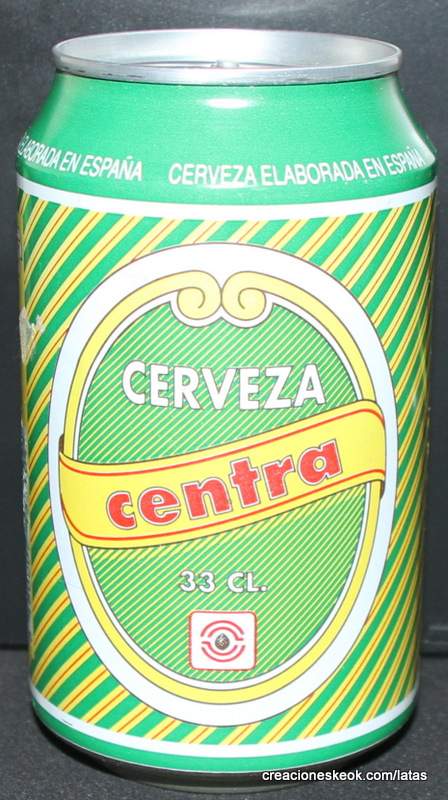 ELABORADA EN ESPAÑA CERVEZA ELABORADA EN ESPAÑA
CERVEZA
centra
33 CL.
creacioneskeok.com/latas